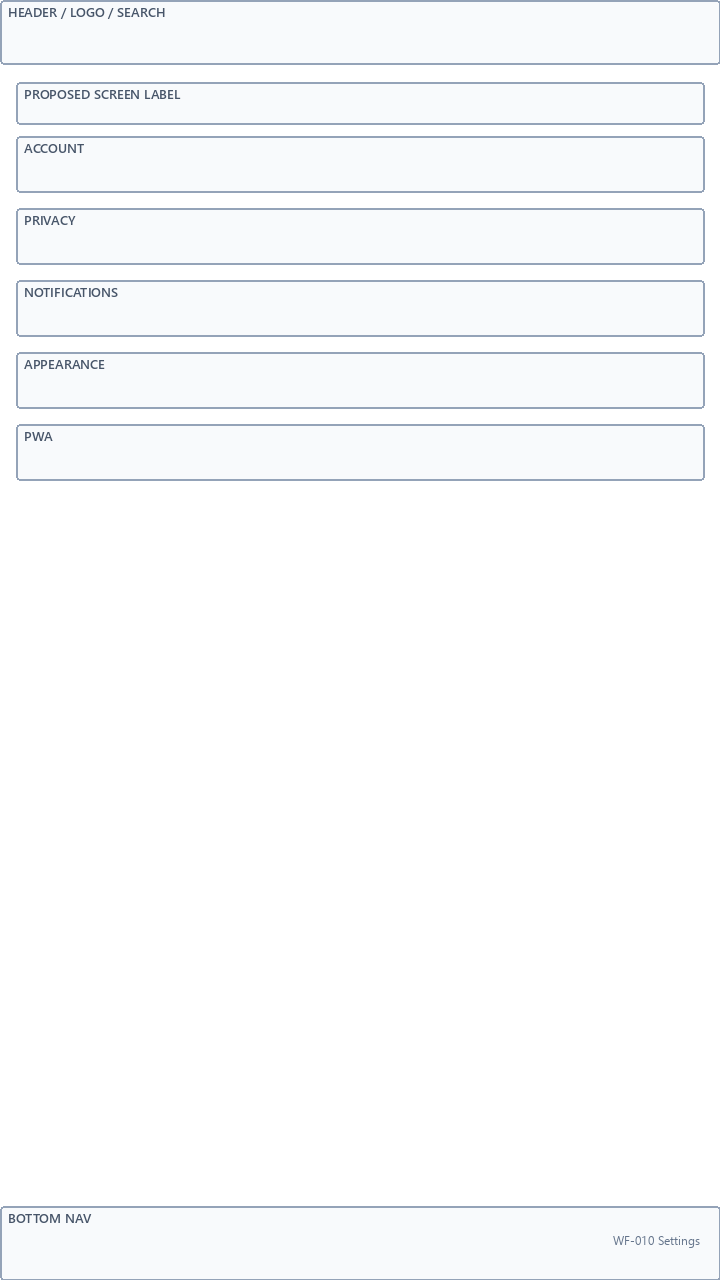 HEADER / LOGO / SEARCH
PROPOSED SCREEN LABEL
ACCOUNT
PRIVACY
NOTIFICATIONS
APPEARANCE
PWA
BOTTOM NAV
WF-010 Settings